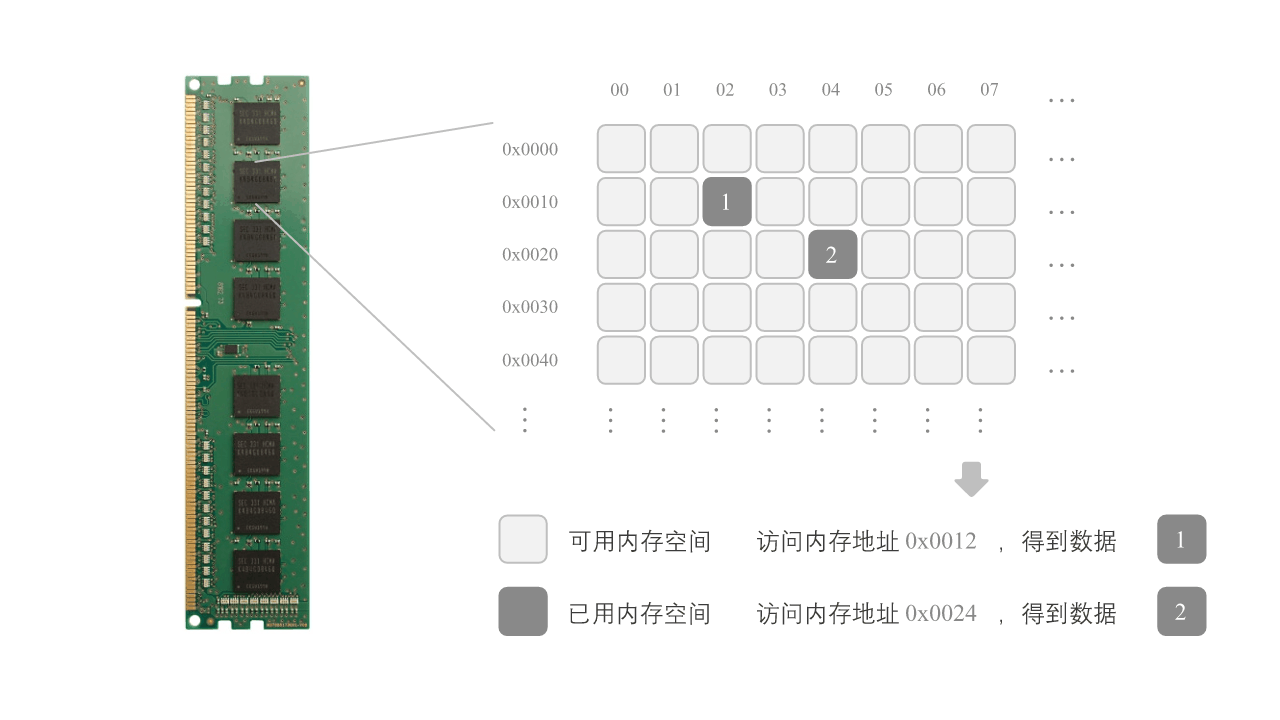 00 01 02 03 04 05 06 07 ...
0x0000 ...
0x0010 1 ...
0x0020 2 ...
0x0030 ...
0x0040 ...
可用内存空间 访问内存地址 0x0012 ，得到数据 1
已用内存空间 访问内存地址 0x0024 ，得到数据 2